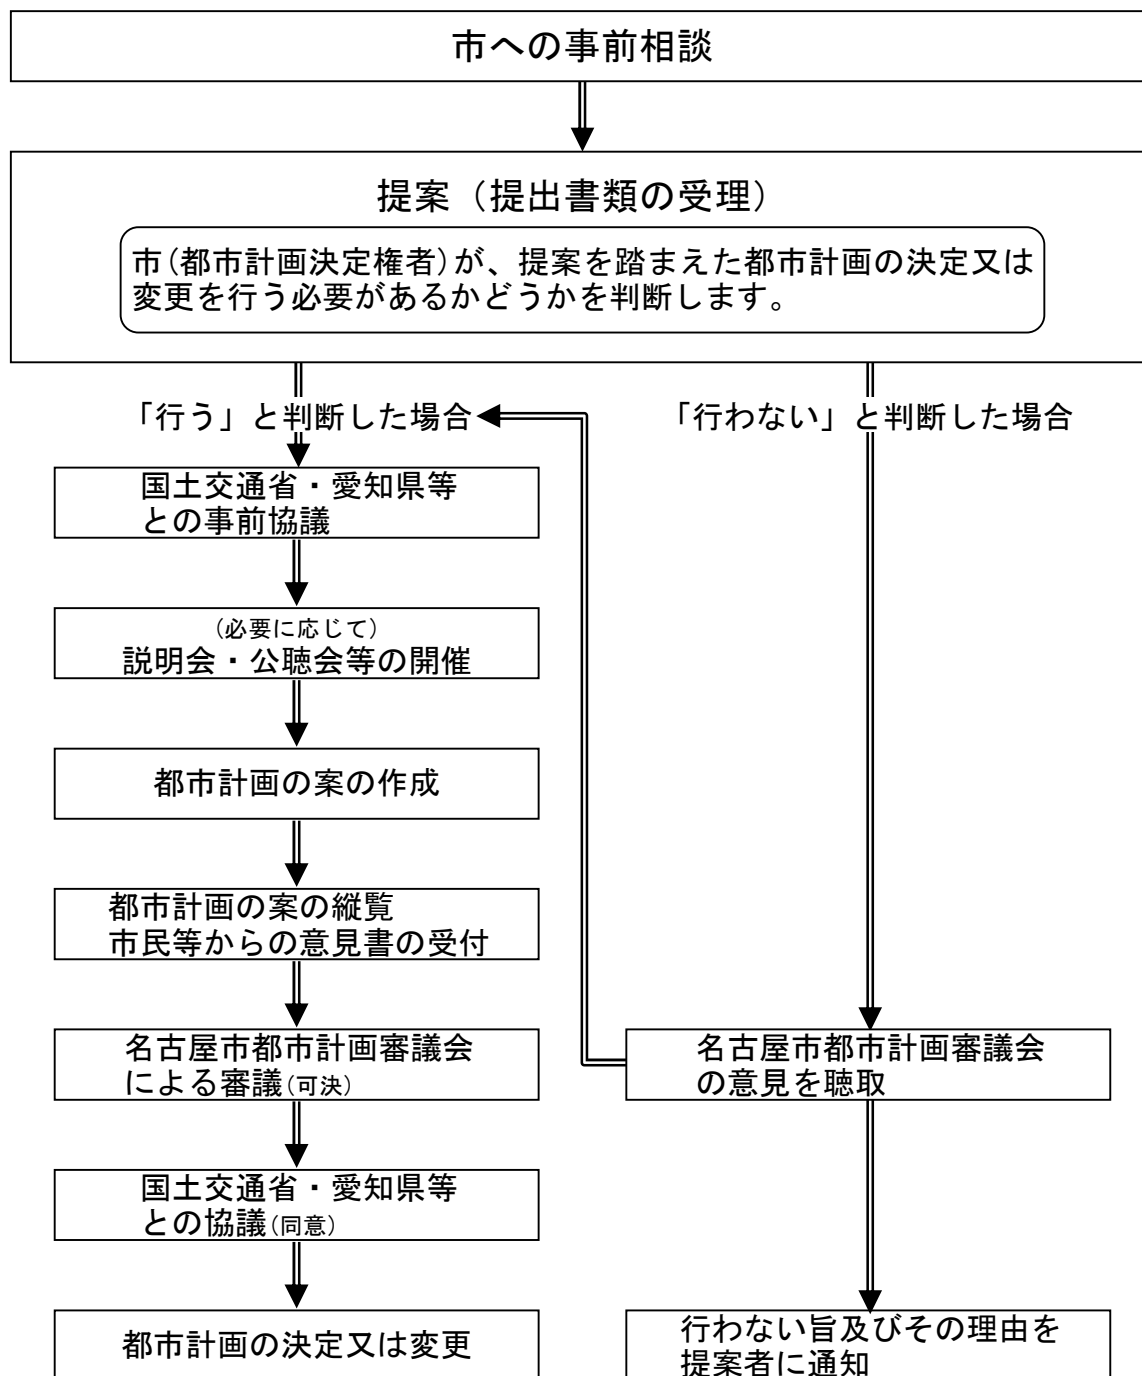 市への事前相談
提案（提出書類の受理）
市(都市計画決定権者)が、提案を踏まえた都市計画の決定又は
変更を行う必要があるかどうかを判断します。
「行う」と判断した場合
「行わない」と判断した場合
国土交通省・愛知県等
との事前協議
(必要に応じて)
説明会・公聴会等の開催
都市計画の案の作成
都市計画の案の縦覧
市民等からの意見書の受付
名古屋市都市計画審議会
による審議(可決)
名古屋市都市計画審議会
の意見を聴取
国土交通省・愛知県等
との協議(同意)
都市計画の決定又は変更
行わない旨及びその理由を
提案者に通知